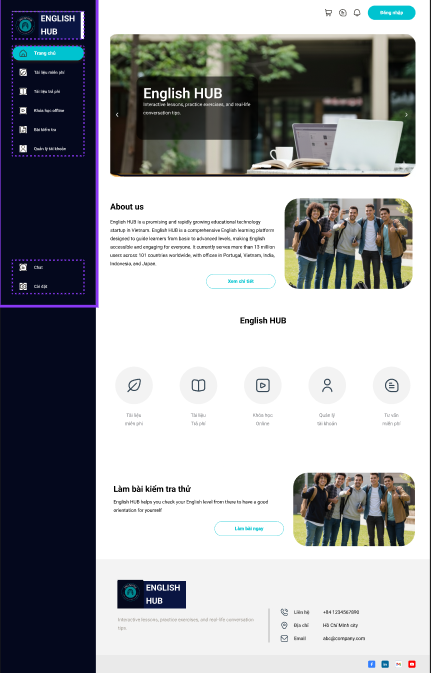 ENGLISH
HUB
Trang chủ
Tài liệu miễn phí
Tài liệu trả phí
Khóa học offline
Bài kiểm tra
Quản lý tài khoản
Chat
Cài đặt
Đăng nhập
English HUB
Interactive lessons, practice exercises, and real-life
conversation tips.
About us
English HUB is a promising and rapidly growing educational technology
startup in Vietnam. English HUB is a comprehensive English learning platform
designed to guide learners from basic to advanced levels, making English
accessible and engaging for everyone. It currently serves more than 13 million
users across 101 countries worldwide, with offices in Portugal, Vietnam, India,
Indonesia, and Japan.
Xem chi tiết
English HUB
Tài liệu
miễn phí
Tài liệu
Trả phí
Khóa học
Online
Quản lý
tài khoản
Tư vấn
miễn phí
Làm bài kiểm tra thử
English HUB helps you check your English level from there to have a good
orientation for yourself
Làm bài ngay
ENGLISH
HUB
Interactive lessons, practice exercises, and real-life conversation
tips.
Liên hệ +84 1234567890
Địa chỉ Hồ Chí Minh city
Email abc@company.com